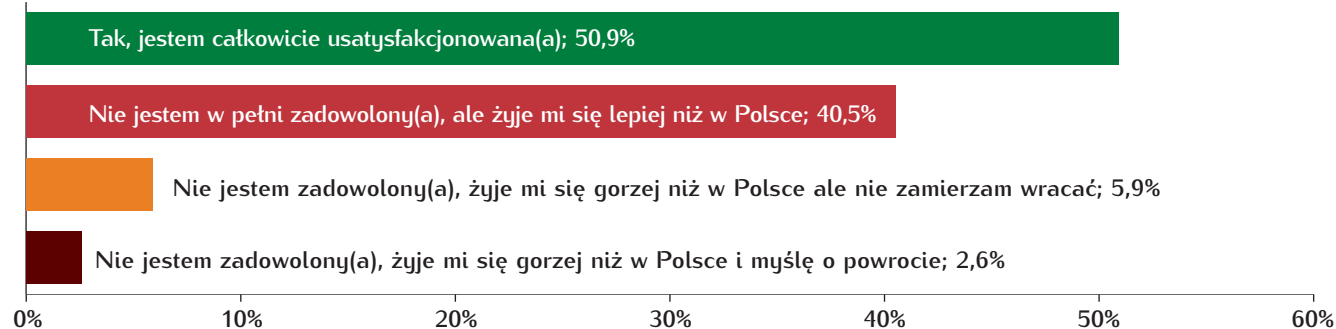 Tak, jestem całkowicie usatysfakcjonowana(a); 50,9%
Nie jestem w pełni zadowolony(a), ale żyje mi się lepiej niż w Polsce; 40,5%
Nie jestem zadowolony(a), żyje mi się gorzej niż w Polsce ale nie zamierzam wracać; 5,9%
Nie jestem zadowolony(a), żyje mi się gorzej niż w Polsce i myślę o powrocie; 2,6%
0% 10% 20% 30% 40% 50% 60%